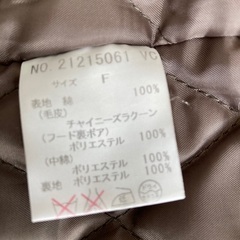 NO. 21215061 V6
サイズ F
表地 綿 100%
(毛皮)
チャイニーズラクーン
(フード裏ボア)
ポリエステル 100%
(中綿)
ポリエステル 100%
裏地 ポリエステル 100%